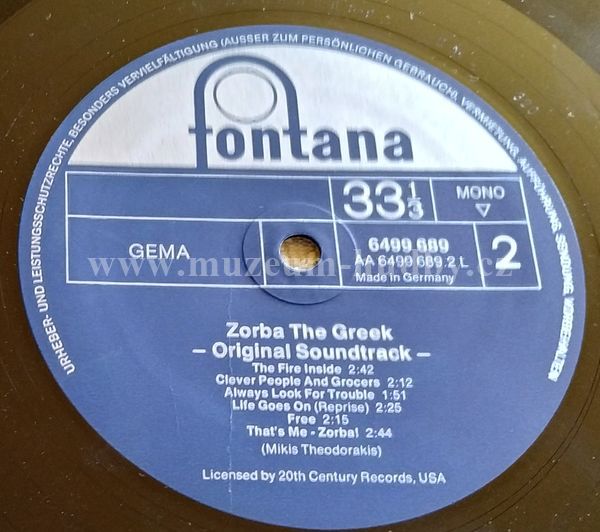 URHEBER- UND LEISTUNGSSCHUTZRECHTE, BESONDERS VERVIELFÄLTIGUNG (AUSSER ZUM PERSÖNLICHEN GEBRAUCH), VERMIETUNG, AUFFÜHRUNG, SENDUNG, VORBEHALTEN
fontana
33 1/3
MONO
▽
GEMA
6499 689
AA 6499 689.2 L
Made in Germany
2
www.muzeum-hudby.cz
Zorba The Greek
– Original Soundtrack –
The Fire Inside 2:42
Clever People And Grocers 2:12
Always Look For Trouble 1:51
Life Goes On (Reprise) 2:25
Free 2:15
That's Me - Zorba! 2:44
(Mikis Theodorakis)
Licensed by 20th Century Records, USA